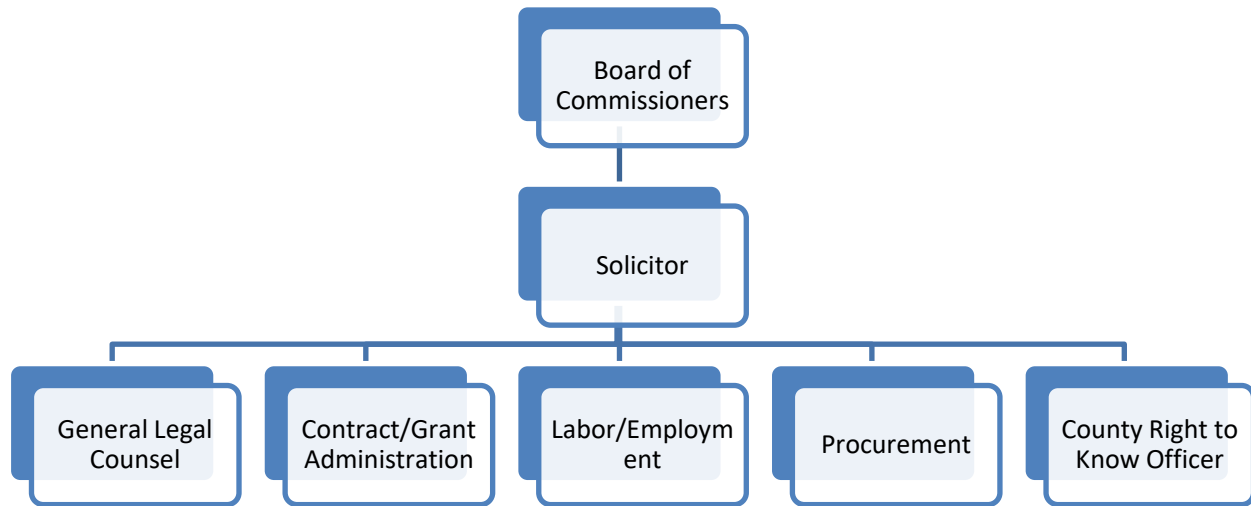 Board of
Commissioners
Solicitor
General Legal
Counsel
Contract/Grant
Administration
Labor/Employm
ent
Procurement
County Right to
Know Officer